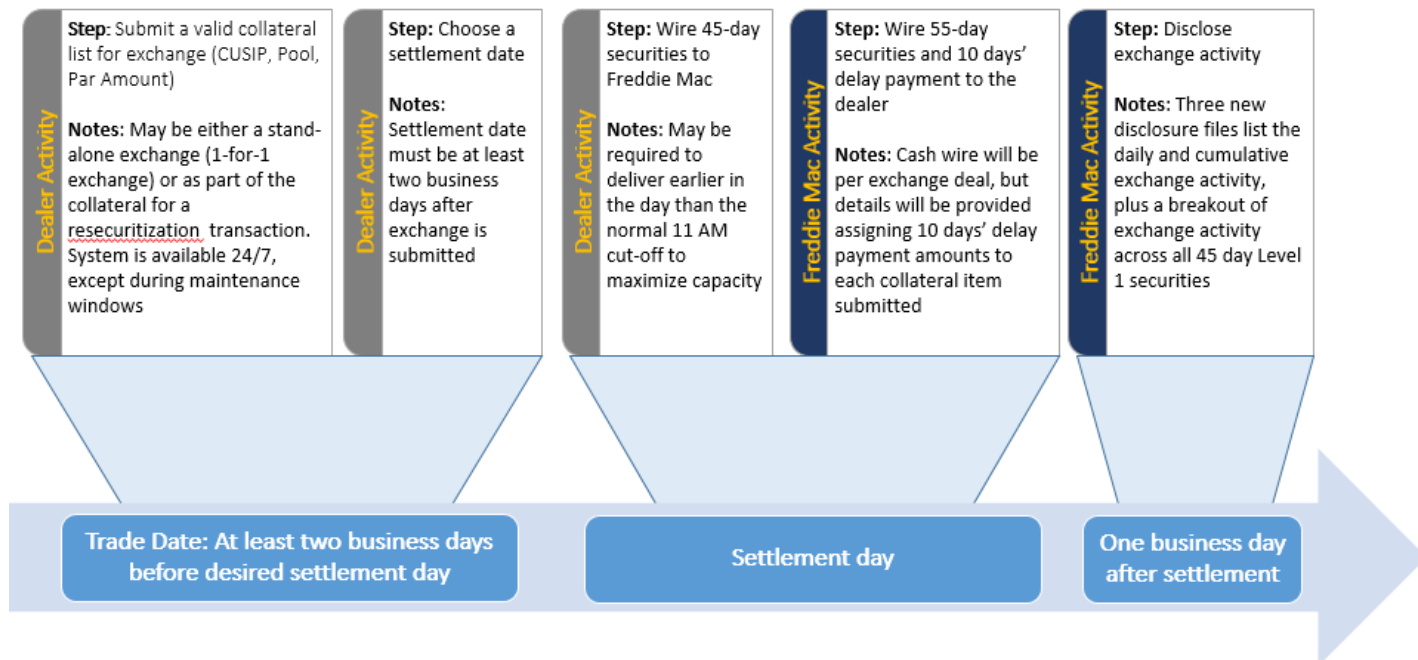 Dealer Activity
Step: Submit a valid collateral
list for exchange (CUSIP, Pool,
Par Amount)
Notes: May be either a stand-
alone exchange (1-for-1
exchange) or as part of the
collateral for a
resecuritization transaction.
System is available 24/7,
except during maintenance
windows
Dealer Activity
Step: Choose a
settlement date
Notes:
Settlement date
must be at least
two business
days after
exchange is
submitted
Dealer Activity
Step: Wire 45-day
securities to
Freddie Mac
Notes: May be
required to
deliver earlier in
the day than the
normal 11 AM
cut-off to
maximize capacity
Freddie Mac Activity
Step: Wire 55-day
securities and 10 days’
delay payment to the
dealer
Notes: Cash wire will be
per exchange deal, but
details will be provided
assigning 10 days’ delay
payment amounts to
each collateral item
submitted
Freddie Mac Activity
Step: Disclose
exchange activity
Notes: Three new
disclosure files list the
daily and cumulative
exchange activity,
plus a breakout of
exchange activity
across all 45 day Level
1 securities
Trade Date: At least two business days
before desired settlement day
Settlement day
One business day
after settlement